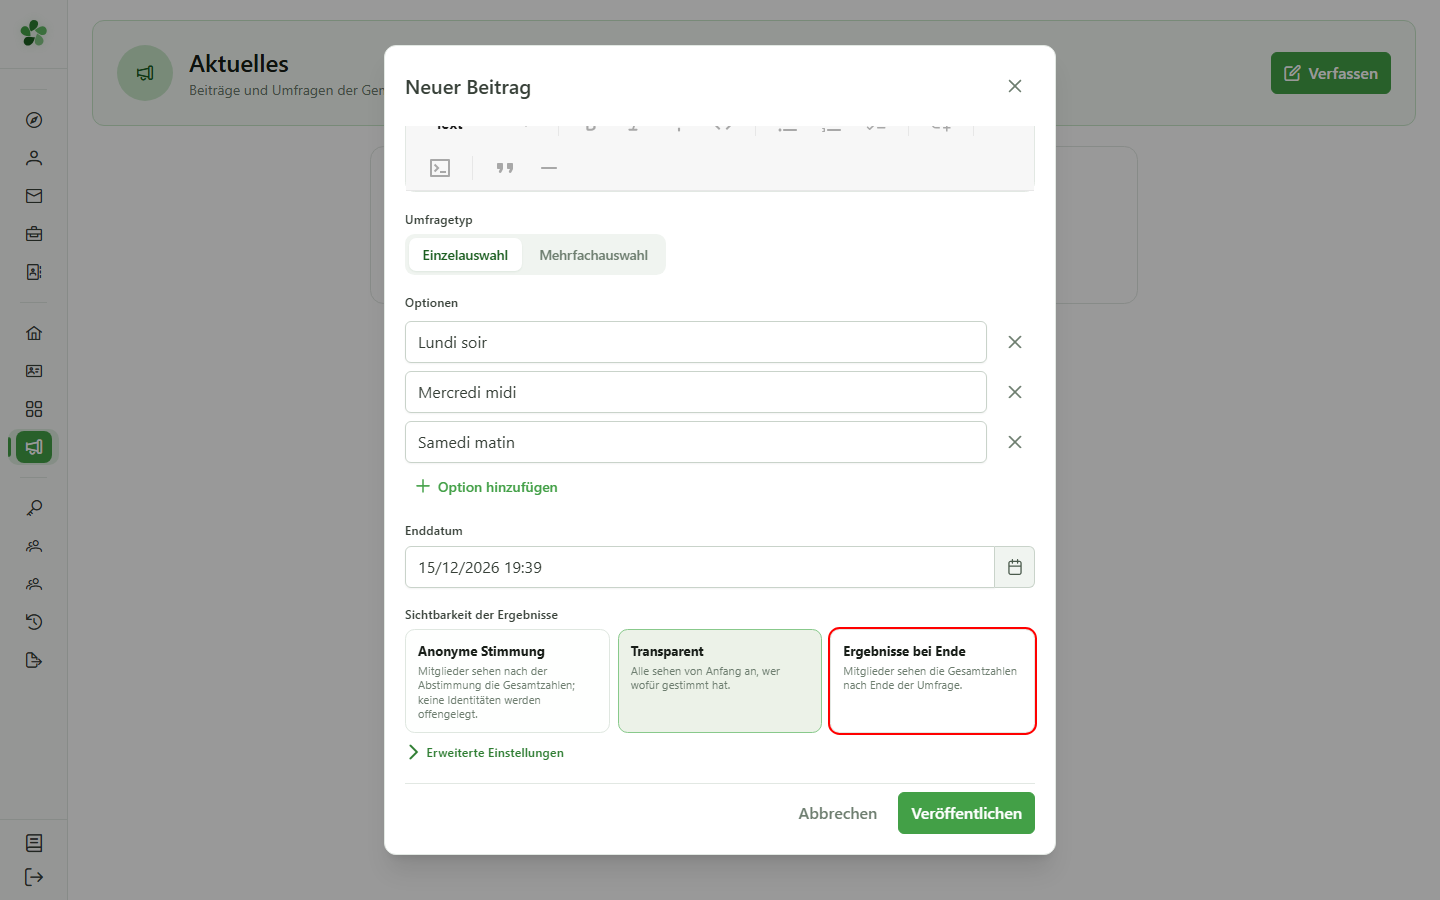 Aktuelles
Beiträge und Umfragen der Ger
Verfassen
Neuer Beitrag
Text
Umfragetyp
Einzelauswahl
Mehrfachauswahl
Optionen
Lundi soir
Mercredi midi
Samedi matin
Option hinzufügen
Enddatum
15/12/2026 19:39
Sichtbarkeit der Ergebnisse
Anonyme Stimmung
Mitglieder sehen nach der
Abstimmung die Gesamtzahlen;
keine Identitäten werden
offengelegt.
Transparent
Alle sehen von Anfang an, wer
wofür gestimmt hat.
Ergebnisse bei Ende
Mitglieder sehen die Gesamtzahlen
nach Ende der Umfrage.
Erweiterte Einstellungen
Abbrechen
Veröffentlichen